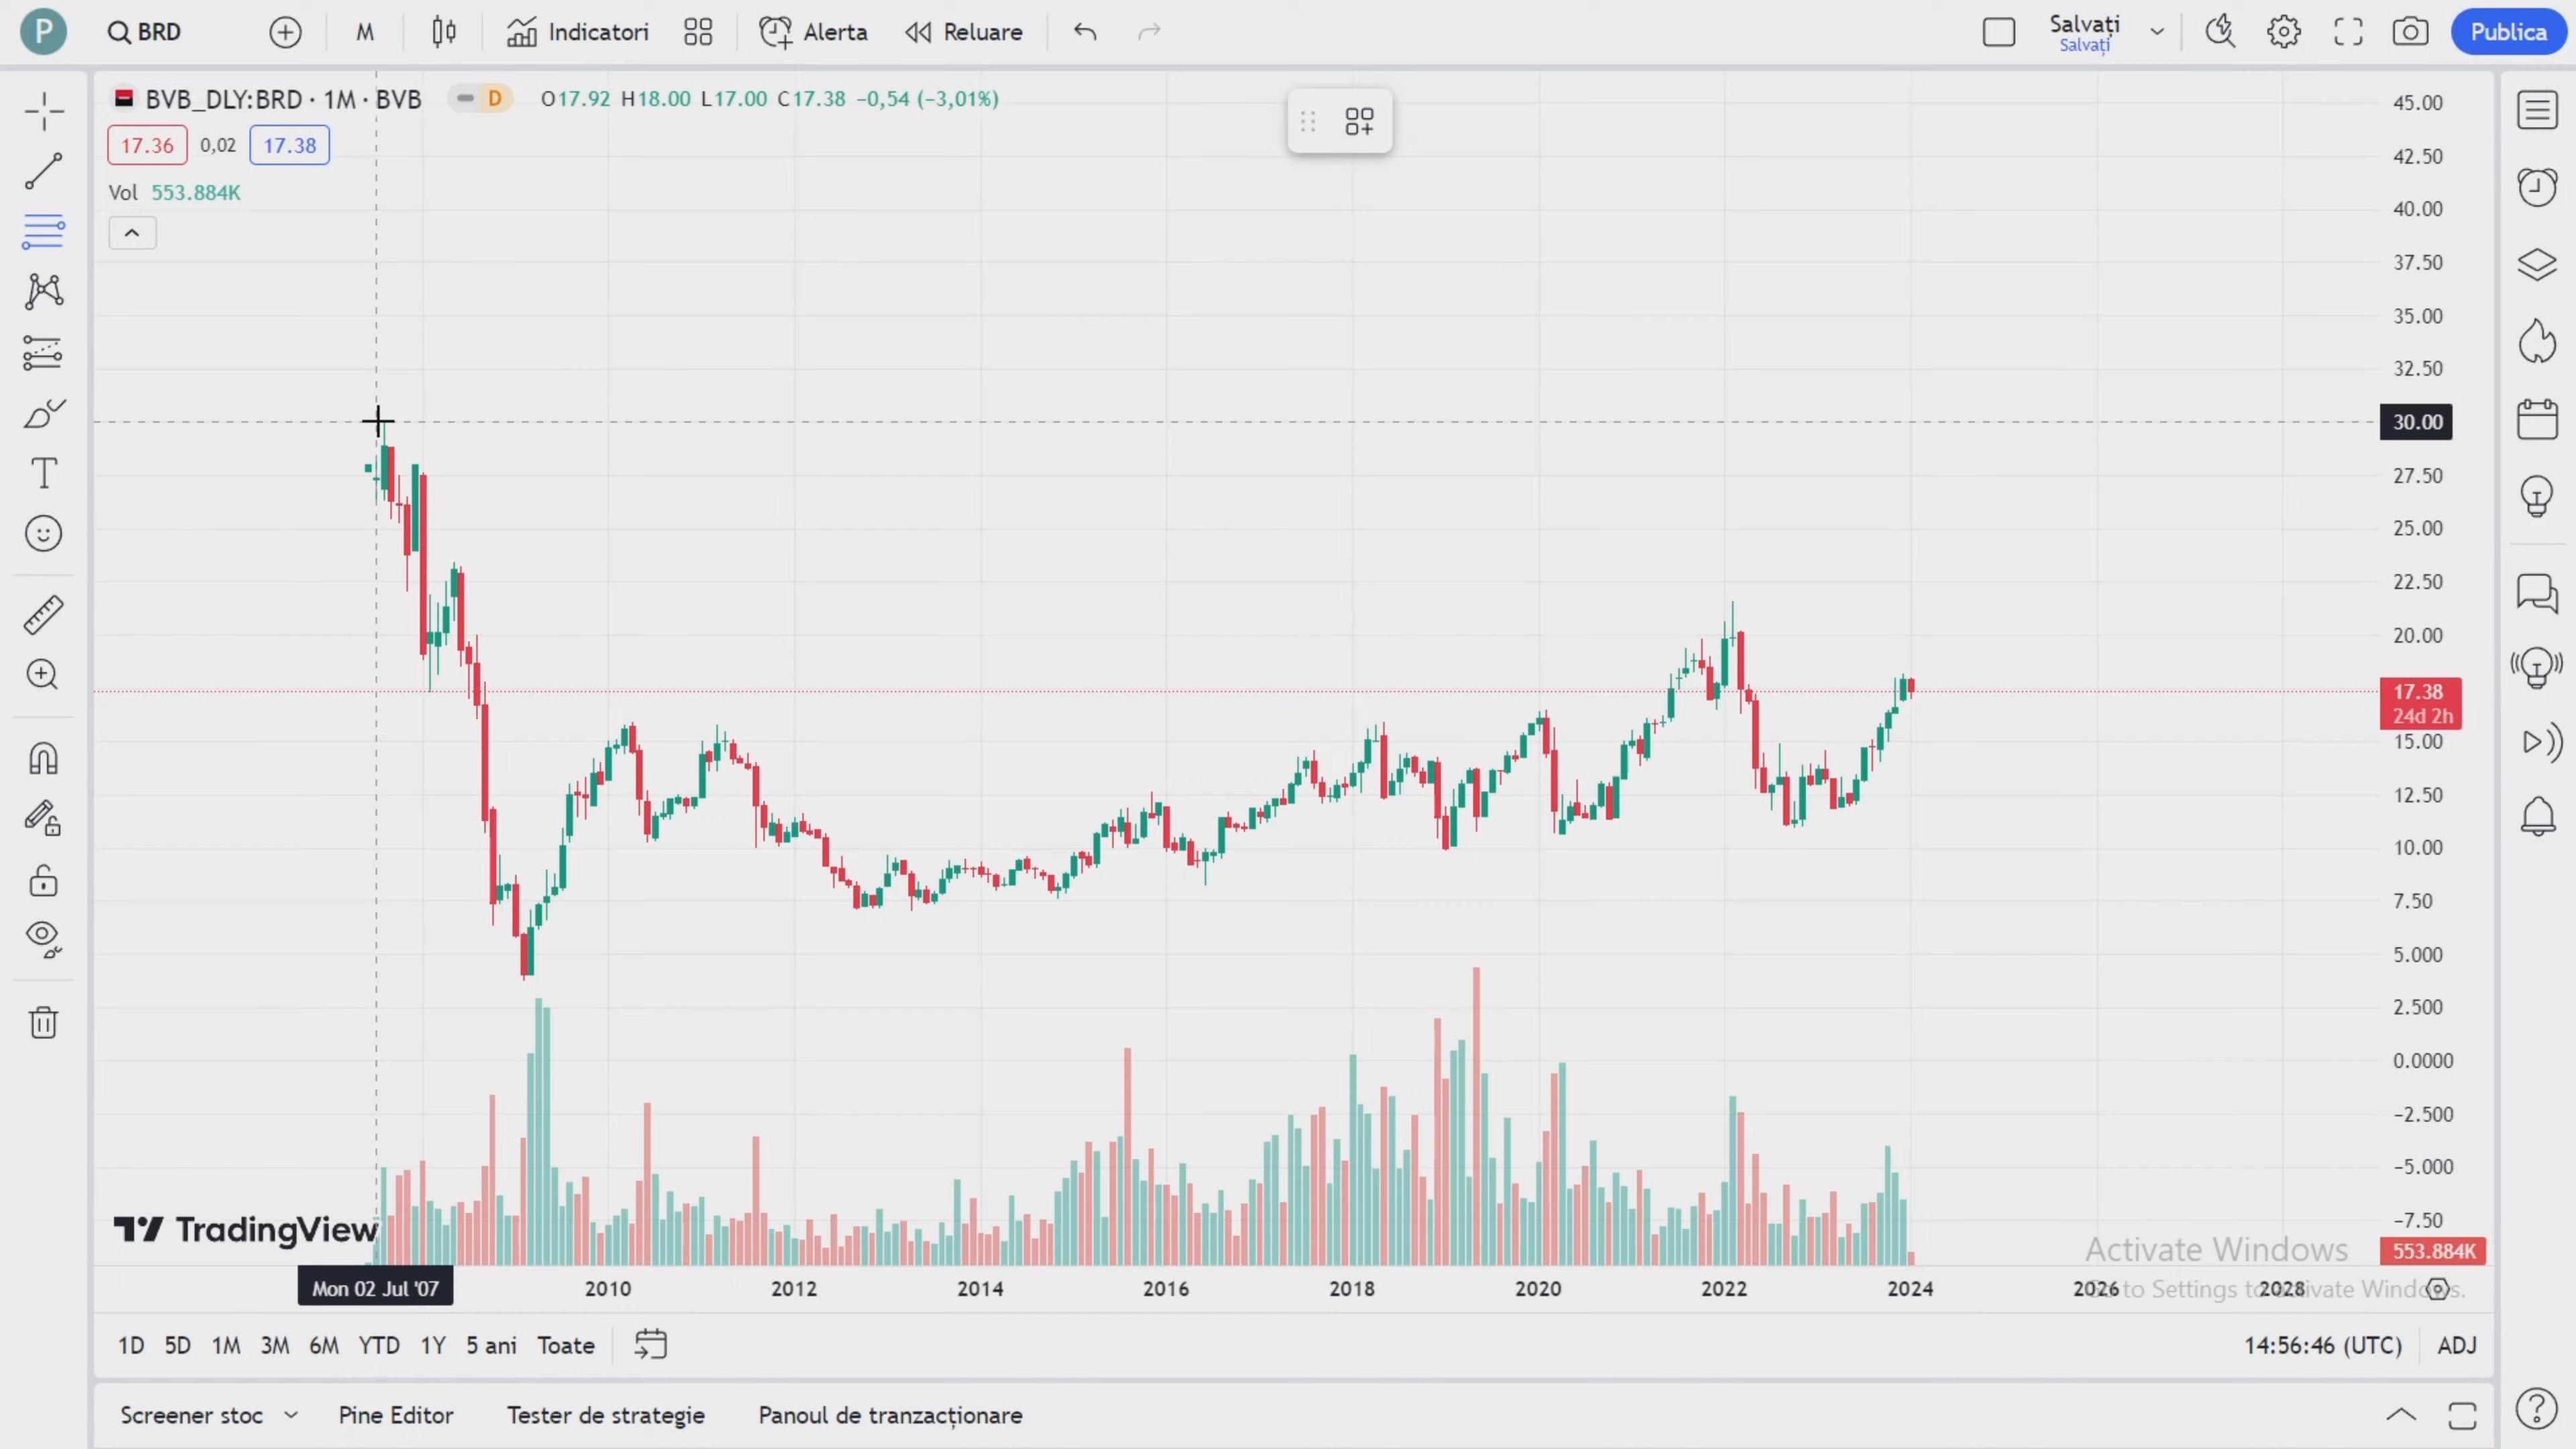 P BRD M Indicatori Alerta Reluare Salvați Publica
Salvați
BVB_DLY:BRD · 1M · BVB D O17.92 H18.00 L17.00 C17.38 −0,54 (−3,01%)
17.36 0,02 17.38
Vol 553.884K
45.00
42.50
40.00
37.50
35.00
32.50
30.00
27.50
25.00
22.50
20.00
17.38
24d 2h
15.00
12.50
10.00
7.50
5.000
2.500
0.0000
−2.500
−5.000
−7.50
TradingView
Activate Windows
553.884K
Mon 02 Jul '07 2010 2012 2014 2016 2018 2020 2022 2024 2026 2028
Go to Settings to activate Windows.
1D 5D 1M 3M 6M YTD 1Y 5 ani Toate 14:56:46 (UTC) ADJ
Screener stoc Pine Editor Tester de strategie Panoul de tranzacționare